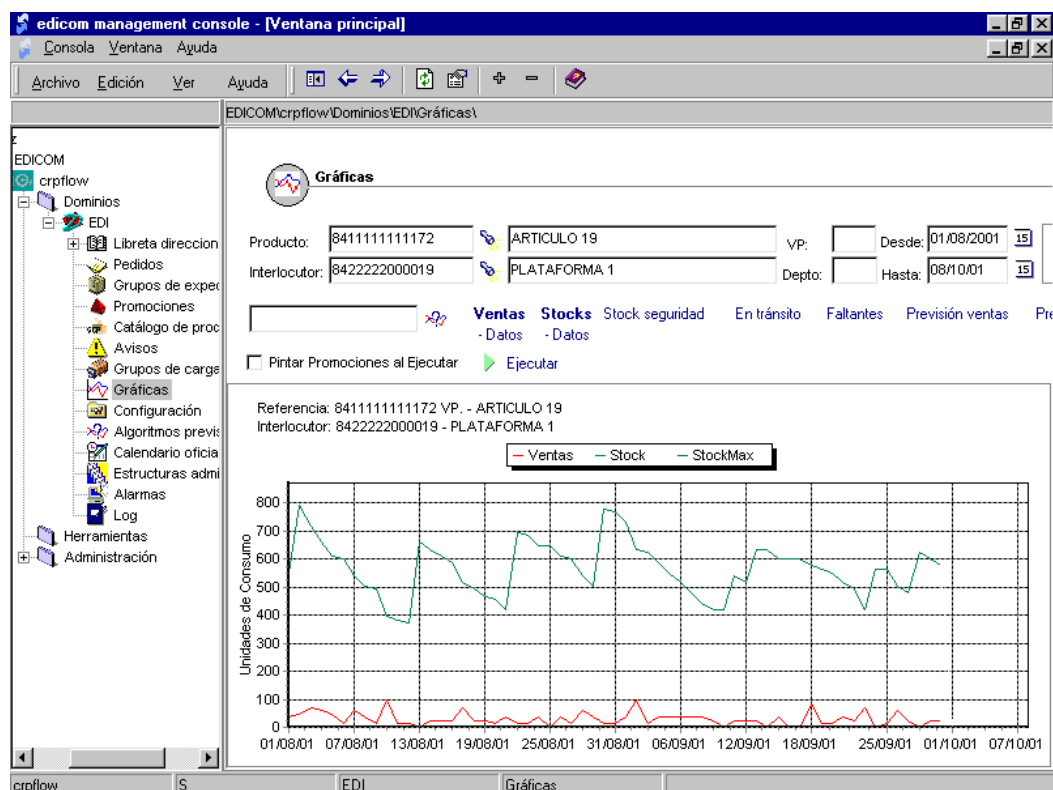 edicom management console - [Ventana principal]
Consola Ventana Ayuda
Archivo Edición Ver Ayuda
EDICOM\crpflow\Dominios\EDI\Gráficas\
z
EDICOM
crpflow
Dominios
EDI
Libreta direccion
Pedidos
Grupos de exped
Promociones
Catálogo de proc
Avisos
Grupos de carga
Gráficas
Configuración
Algoritmos previs
Calendario oficia
Estructuras admi
Alarmas
Log
Herramientas
Administración
Gráficas
Producto: 8411111111172 ARTICULO 19 VP: Desde: 01/08/2001 15
Interlocutor: 8422222000019 PLATAFORMA 1 Depto: Hasta: 08/10/01 15
Ventas Stocks Stock seguridad En tránsito Faltantes Previsión ventas Pre
- Datos - Datos
Pintar Promociones al Ejecutar Ejecutar
Referencia: 8411111111172 VP. - ARTICULO 19
Interlocutor: 8422222000019 - PLATAFORMA 1
Ventas Stock StockMax
Unidades de Consumo
800
700
600
500
400
300
200
100
0
01/08/01 07/08/01 13/08/01 19/08/01 25/08/01 31/08/01 06/09/01 12/09/01 18/09/01 25/09/01 01/10/01 07/10/01
crpflow S EDI Gráficas